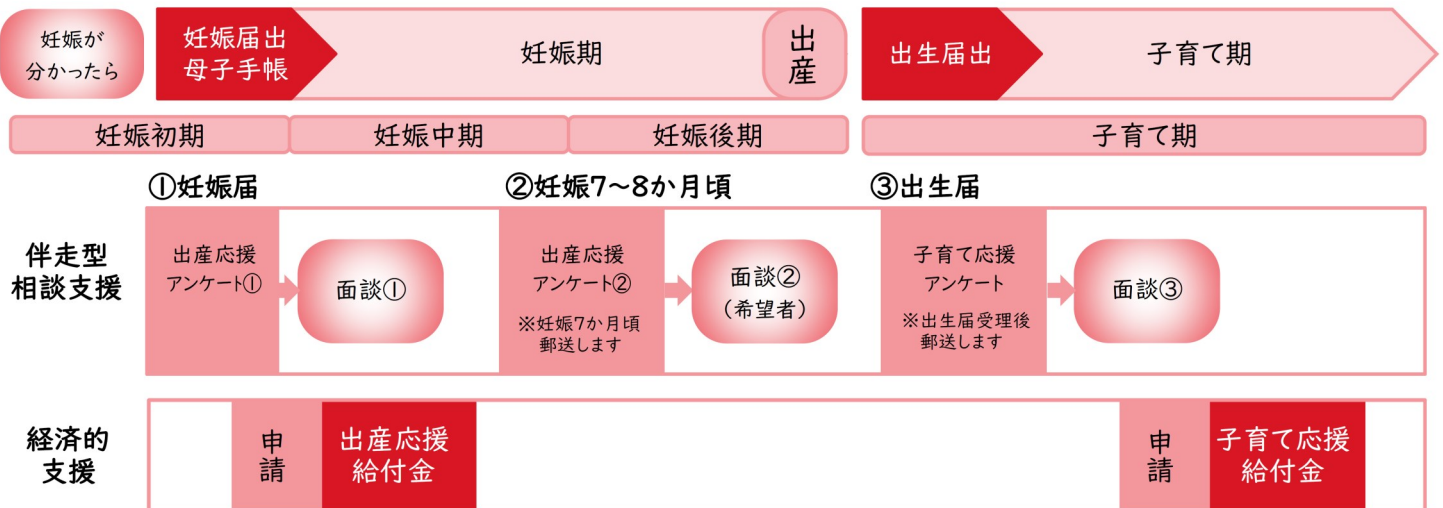 妊娠が
分かったら
妊娠届出
母子手帳
妊娠期
出産
出生届出
子育て期
妊娠初期
妊娠中期
妊娠後期
子育て期
①妊娠届
②妊娠7～8か月頃
③出生届
伴走型
相談支援
出産応援
アンケート①
面談①
出産応援
アンケート②
※妊娠7か月頃
郵送します
面談②
（希望者）
子育て応援
アンケート
※出生届受理後
郵送します
面談③
経済的
支援
申請
出産応援
給付金
申請
子育て応援
給付金